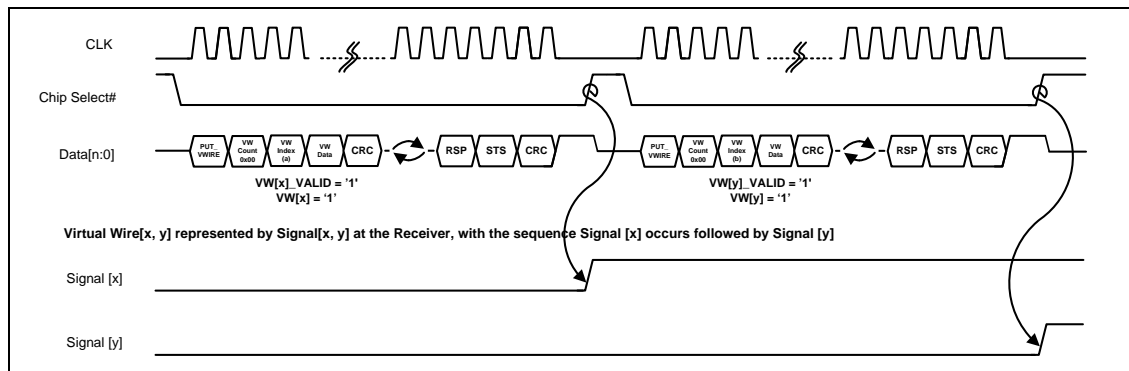 CLK
Chip Select#
Data[n:0]
PUT_ VWIRE
VW Count 0x00
VW Index (a)
VW Data
CRC
RSP
STS
CRC
PUT_ VWIRE
VW Count 0x00
VW Index (b)
VW Data
CRC
RSP
STS
CRC
VW[x]_VALID = '1'
VW[x] = '1'
VW[y]_VALID = '1'
VW[y] = '1'
Virtual Wire[x, y] represented by Signal[x, y] at the Receiver, with the sequence Signal [x] occurs followed by Signal [y]
Signal [x]
Signal [y]